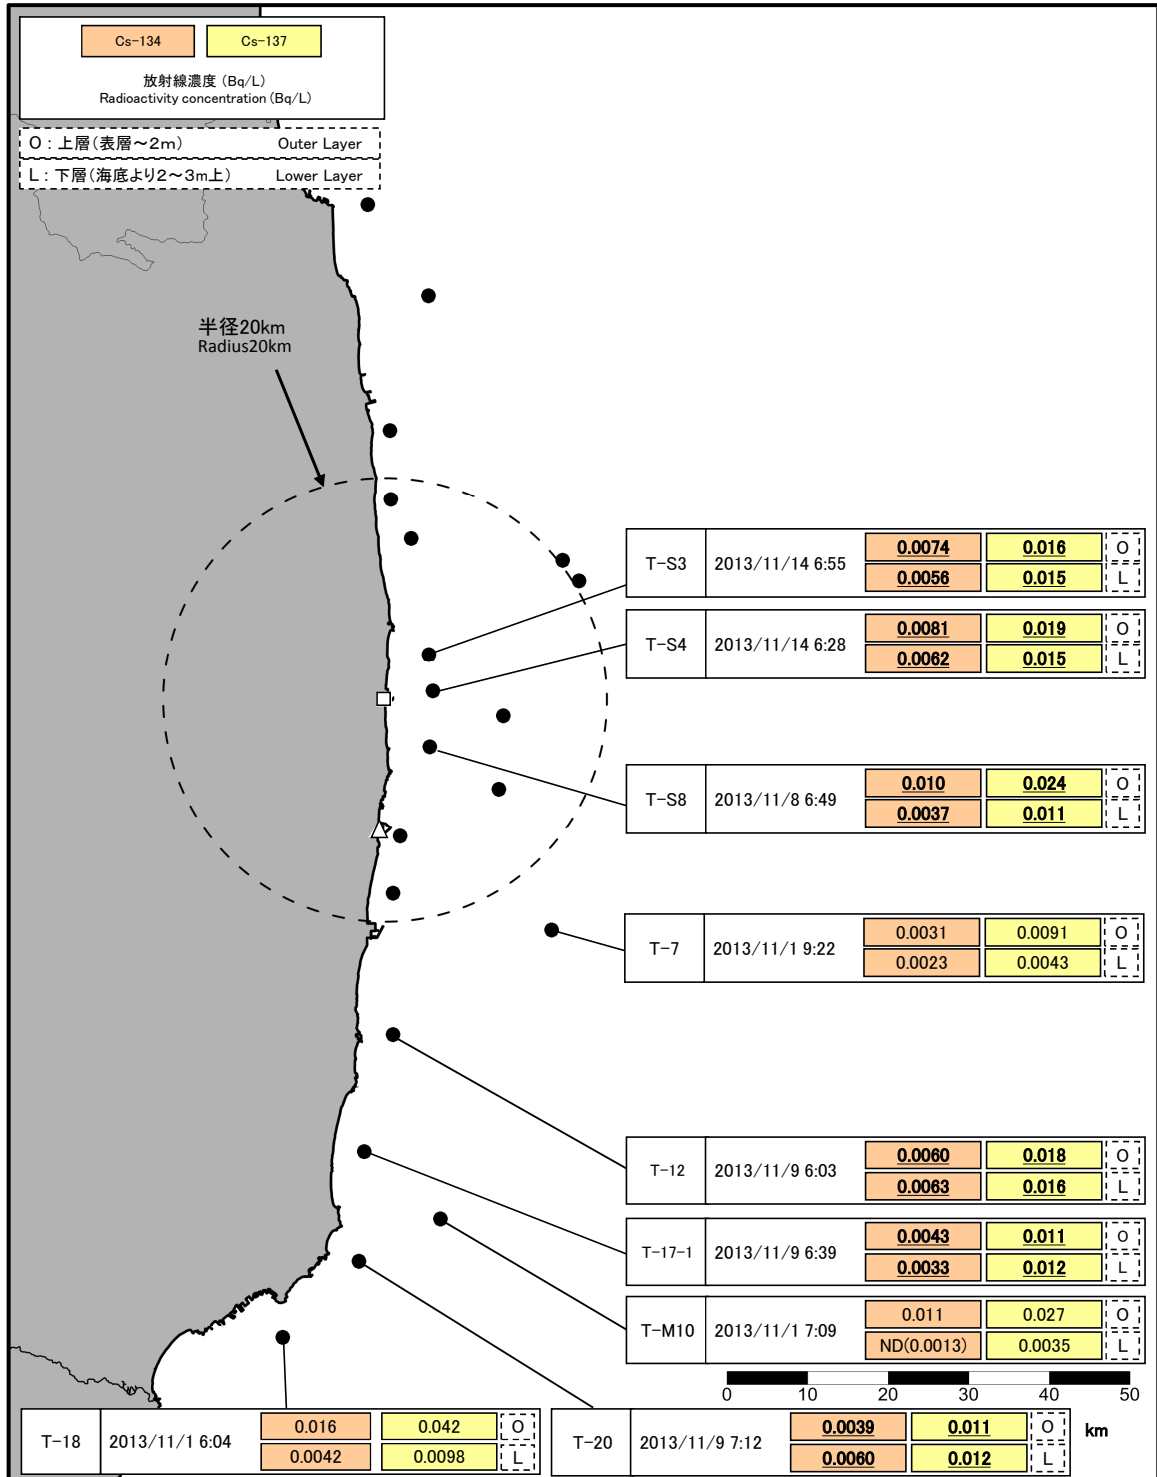 Cs-134 Cs-137
放射線濃度 (Bq/L)
Radioactivity concentration (Bq/L)
O : 上層(表層～2m) Outer Layer
L : 下層(海底より2～3m上) Lower Layer
半径20km
Radius20km
T-S3 2013/11/14 6:55
0.0074 0.016 O
0.0056 0.015 L
T-S4 2013/11/14 6:28
0.0081 0.019 O
0.0062 0.015 L
T-S8 2013/11/8 6:49
0.010 0.024 O
0.0037 0.011 L
T-7 2013/11/1 9:22
0.0031 0.0091 O
0.0023 0.0043 L
T-12 2013/11/9 6:03
0.0060 0.018 O
0.0063 0.016 L
T-17-1 2013/11/9 6:39
0.0043 0.011 O
0.0033 0.012 L
T-M10 2013/11/1 7:09
0.011 0.027 O
ND(0.0013) 0.0035 L
0 10 20 30 40 50
km
T-18 2013/11/1 6:04
0.016 0.042 O
0.0042 0.0098 L
T-20 2013/11/9 7:12
0.0039 0.011 O
0.0060 0.012 L